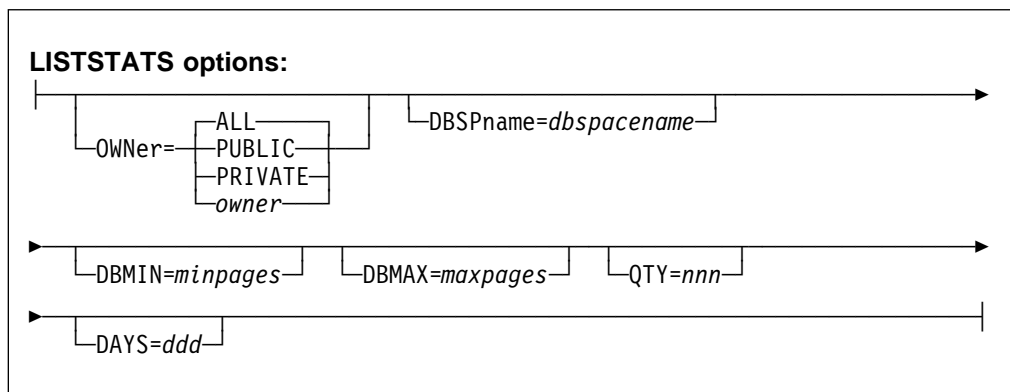 LISTSTATS options:
ALL
DBSPname=dbspacename
OWNer=
PUBLIC
PRIVATE
owner
DBMIN=minpages
DBMAX=maxpages
QTY=nnn
DAYS=ddd